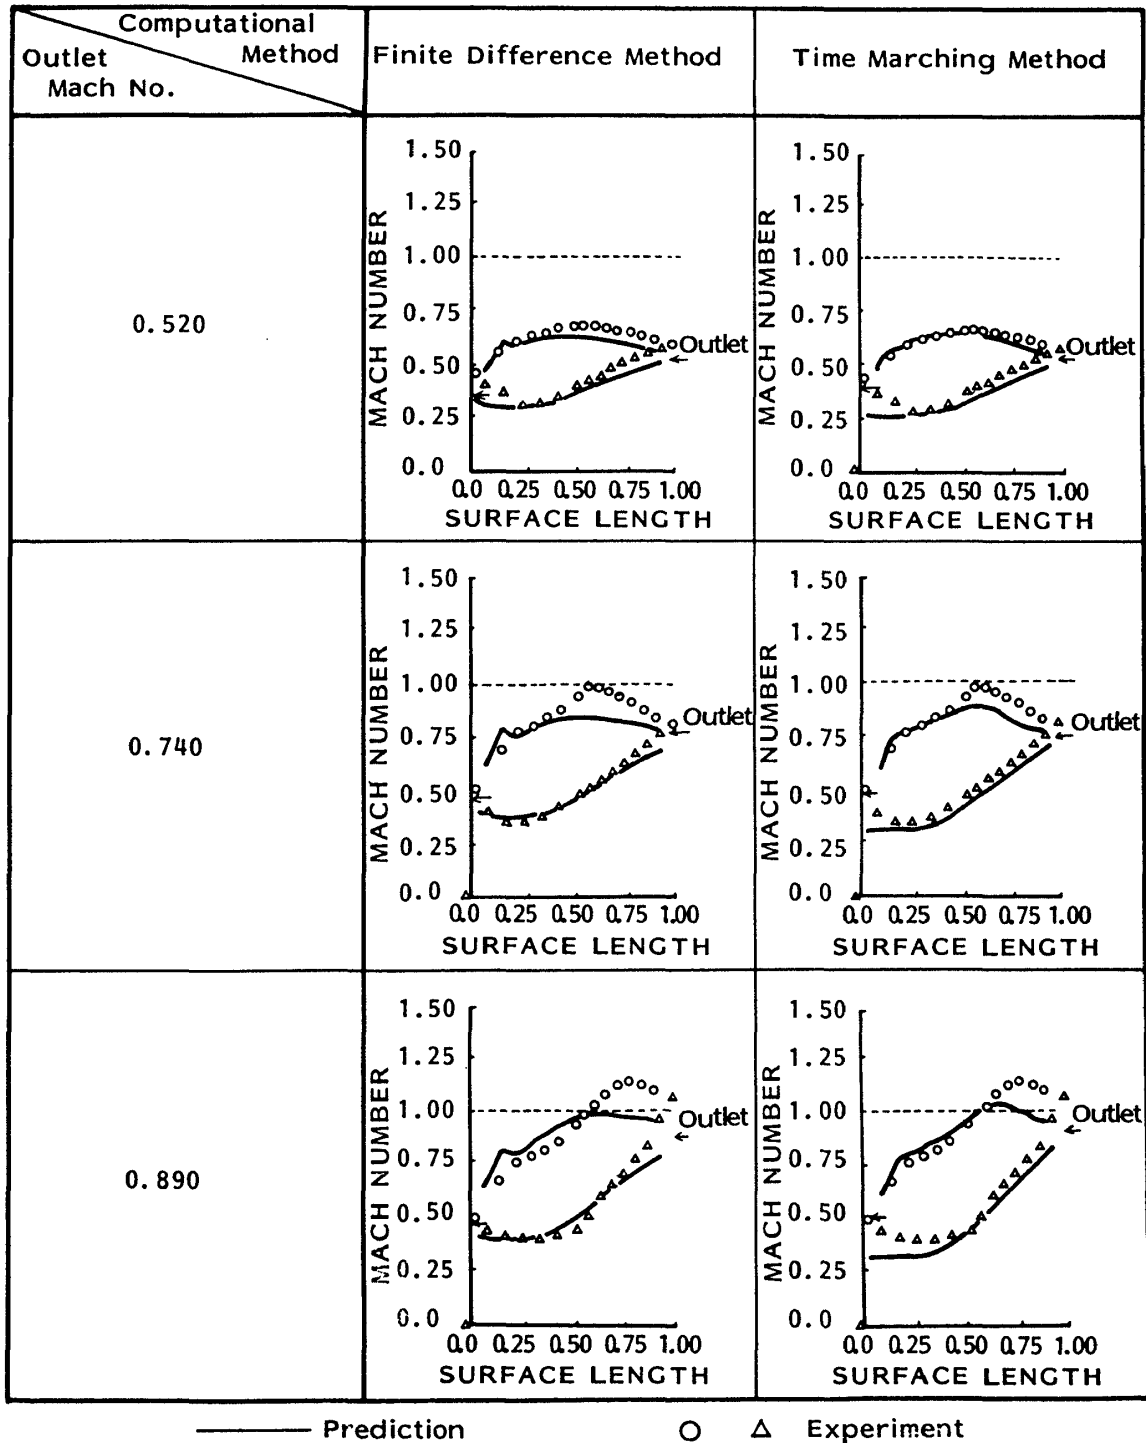 Computational
Method
Outlet
Mach No.
Finite Difference Method
Time Marching Method
0.520
MACH NUMBER
1.50
1.25
1.00
0.75
0.50
0.25
0.0
Outlet
0.0 0.25 0.50 0.75 1.00
SURFACE LENGTH
MACH NUMBER
1.50
1.25
1.00
0.75
0.50
0.25
0.0
Outlet
0.0 0.25 0.50 0.75 1.00
SURFACE LENGTH
0.740
MACH NUMBER
1.50
1.25
1.00
0.75
0.50
0.25
0.0
Outlet
0.0 0.25 0.50 0.75 1.00
SURFACE LENGTH
MACH NUMBER
1.50
1.25
1.00
0.75
0.50
0.25
0.0
Outlet
0.0 0.25 0.50 0.75 1.00
SURFACE LENGTH
0.890
MACH NUMBER
1.50
1.25
1.00
0.75
0.50
0.25
0.0
Outlet
0.0 0.25 0.50 0.75 1.00
SURFACE LENGTH
MACH NUMBER
1.50
1.25
1.00
0.75
0.50
0.25
0.0
Outlet
0.0 0.25 0.50 0.75 1.00
SURFACE LENGTH
Prediction
Experiment